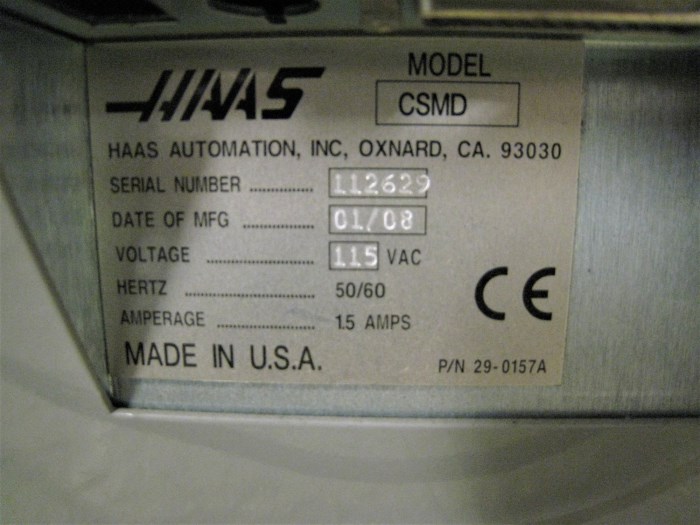 HAAS
MODEL
CSMD
HAAS AUTOMATION, INC, OXNARD, CA. 93030
SERIAL NUMBER ............... 112629
DATE OF MFG ................. 01/08
VOLTAGE ......................... 115 VAC
HERTZ .............................. 50/60
AMPERAGE ....................... 1.5 AMPS
CE
MADE IN U.S.A.
P/N 29-0157A